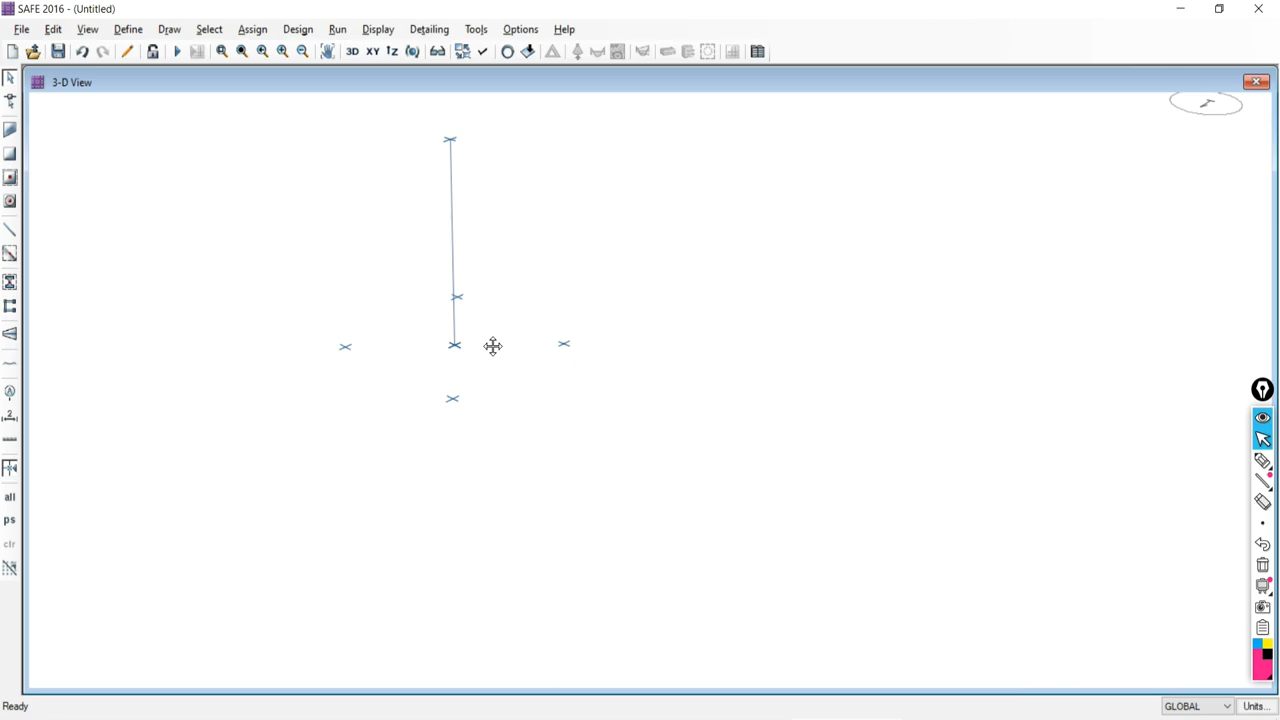 SAFE 2016 - (Untitled)
File Edit View Define Draw Select Assign Design Run Display Detailing Tools Options Help
3D XY
3-D View
2
all
ps
clr
Ready
GLOBAL
Units...